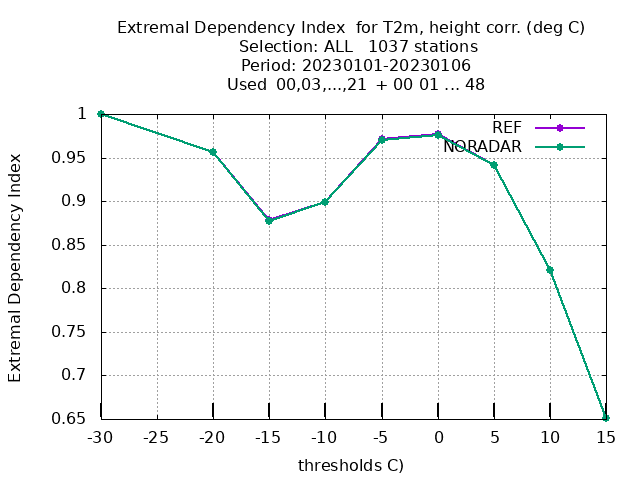 Extremal Dependency Index  for T2m, height corr. (deg C)
Selection: ALL   1037 stations
Period: 20230101-20230106
Used  00,03,...,21  + 00 01 ... 48
REF
NORADAR
Extremal Dependency Index
1
0.95
0.9
0.85
0.8
0.75
0.7
0.65
-30 -25 -20 -15 -10 -5 0 5 10 15
thresholds C)